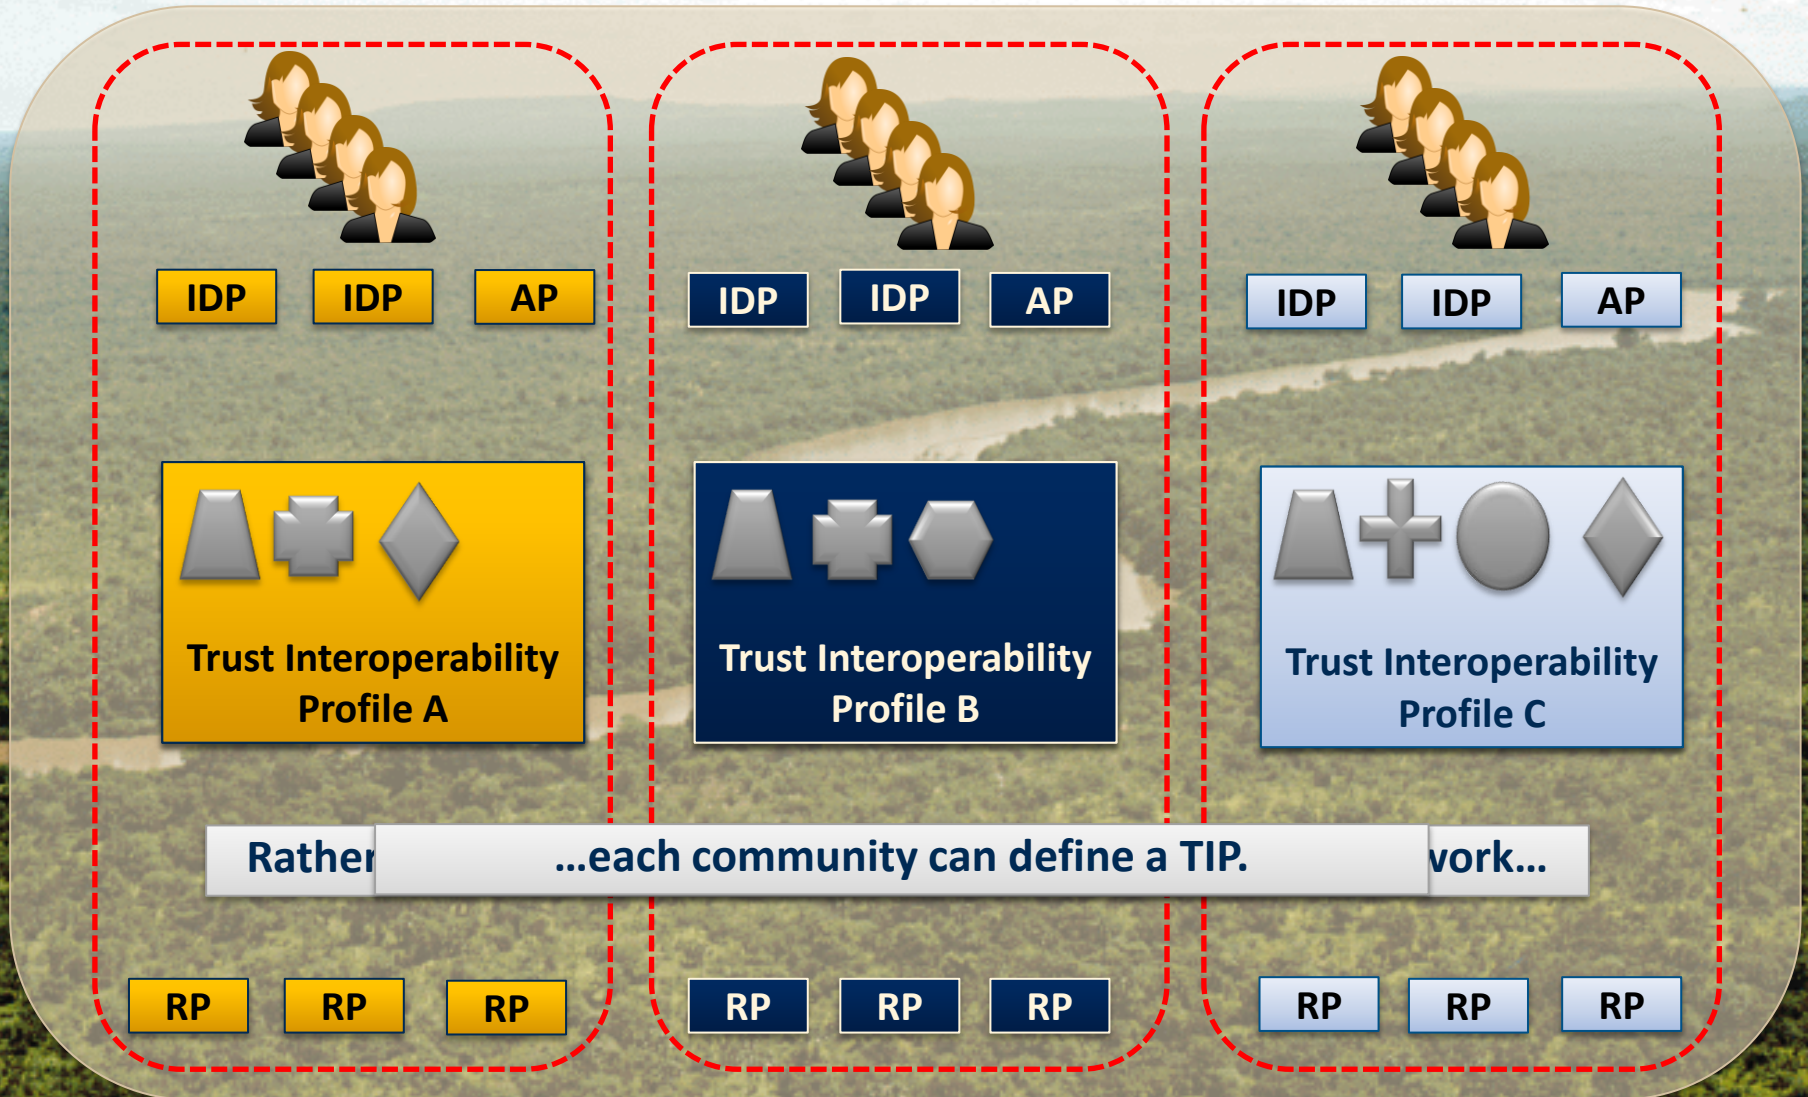 IDP IDP AP
IDP IDP AP
IDP IDP AP
Trust Interoperability
Profile A
Trust Interoperability
Profile B
Trust Interoperability
Profile C
Rather
…each community can define a TIP.
work…
RP RP RP
RP RP RP
RP RP RP